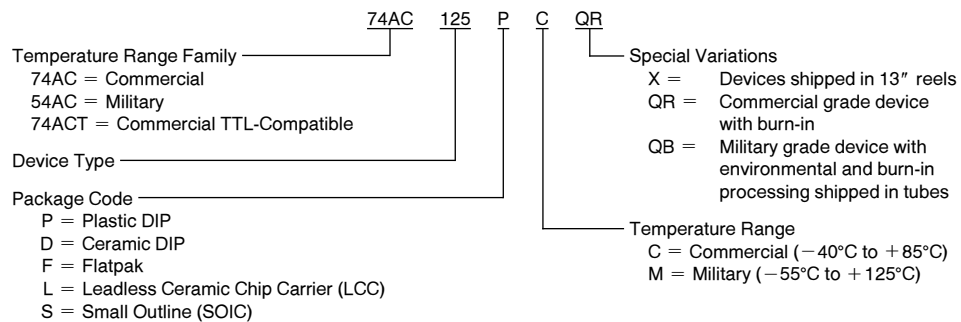 74AC 125 P C QR
Temperature Range Family
74AC = Commercial
54AC = Military
74ACT = Commercial TTL-Compatible
Device Type
Package Code
P = Plastic DIP
D = Ceramic DIP
F = Flatpak
L = Leadless Ceramic Chip Carrier (LCC)
S = Small Outline (SOIC)
Special Variations
X = Devices shipped in 13″ reels
QR = Commercial grade device
with burn-in
QB = Military grade device with
environmental and burn-in
processing shipped in tubes
Temperature Range
C = Commercial (−40°C to +85°C)
M = Military (−55°C to +125°C)